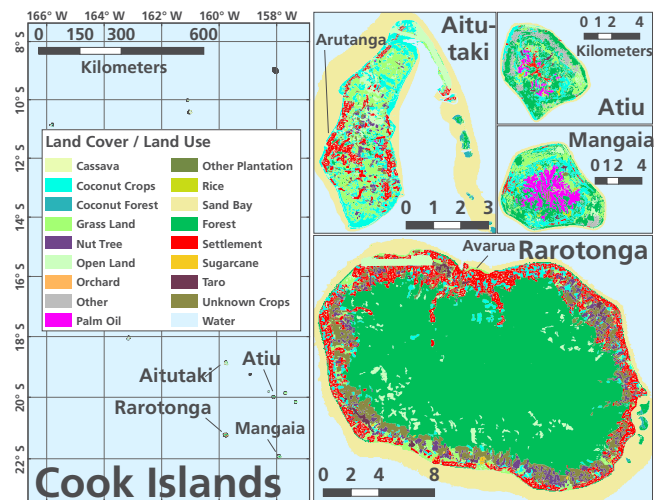 166° W
162° W
160° W
158° W
8° S
10° S
12° S
14° S
16° S
18° S
20° S
22° S
0 150 300 600
Kilometers
Land Cover / Land Use
Cassava
Coconut Crops
Coconut Forest
Grass Land
Nut Tree
Open Land
Orchard
Other
Palm Oil
Other Plantation
Rice
Sand Bay
Forest
Settlement
Sugarcane
Taro
Unknown Crops
Water
Aitutaki
Atiu
Rarotonga
Mangaia
Cook Islands
Arutanga
Aitu-
taki
0 1 2 3
0 1 2 4
Kilometers
Atiu
Mangaia
0 1 2 4
Avarua
Rarotonga
0 2 4 8